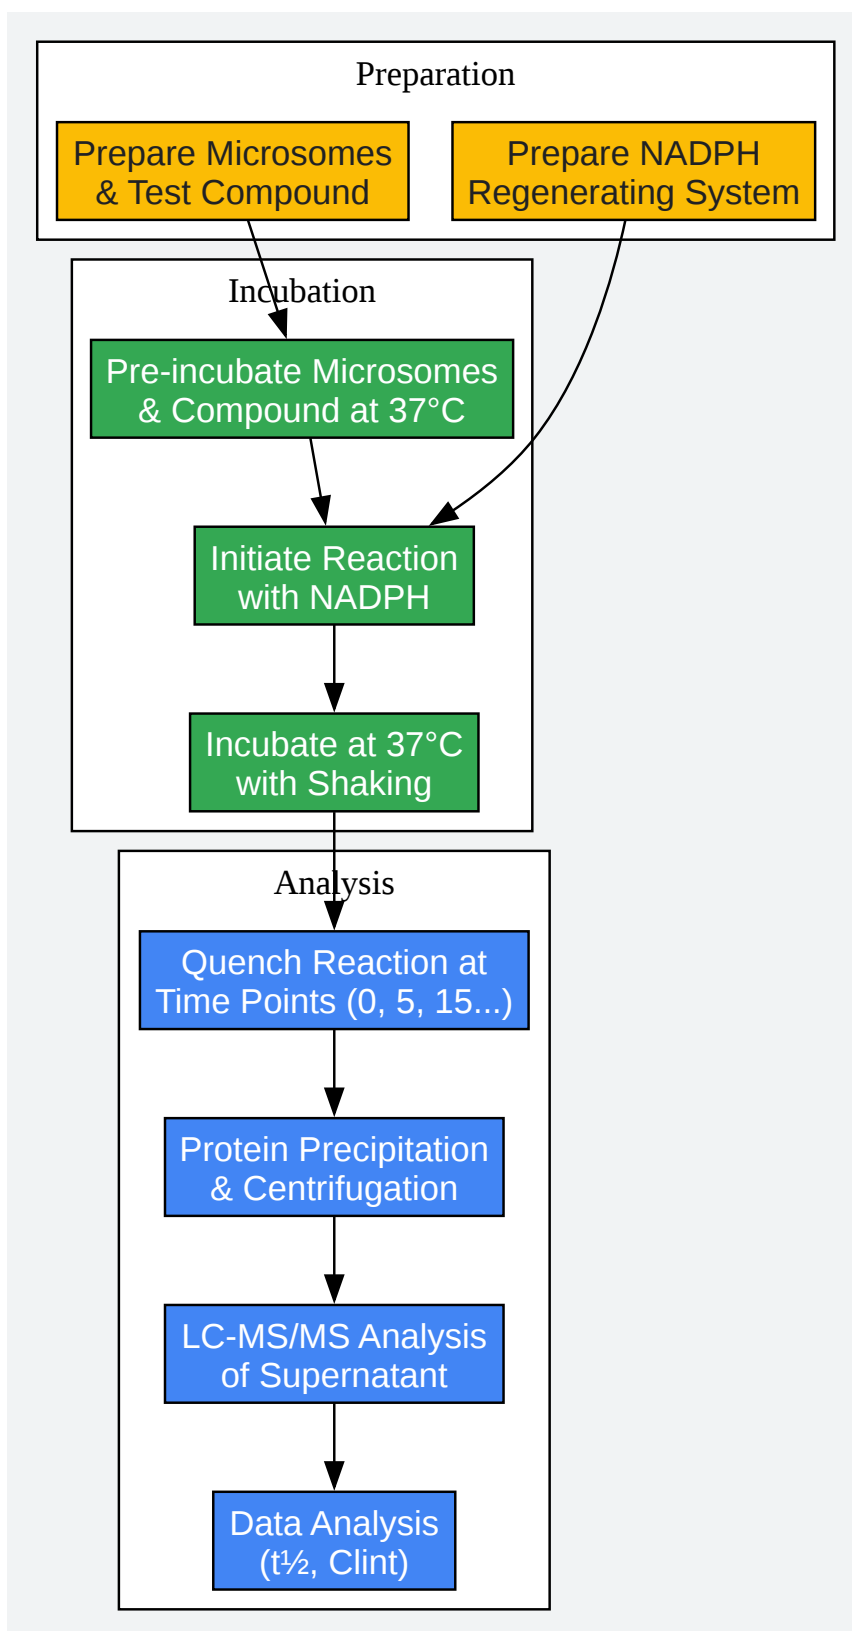 Preparation
Prepare Microsomes
& Test Compound
Prepare NADPH
Regenerating System
Incubation
Pre-incubate Microsomes
& Compound at 37°C
Initiate Reaction
with NADPH
Incubate at 37°C
with Shaking
Analysis
Quench Reaction at
Time Points (0, 5, 15...)
Protein Precipitation
& Centrifugation
LC-MS/MS Analysis
of Supernatant
Data Analysis
(t½, Clint)